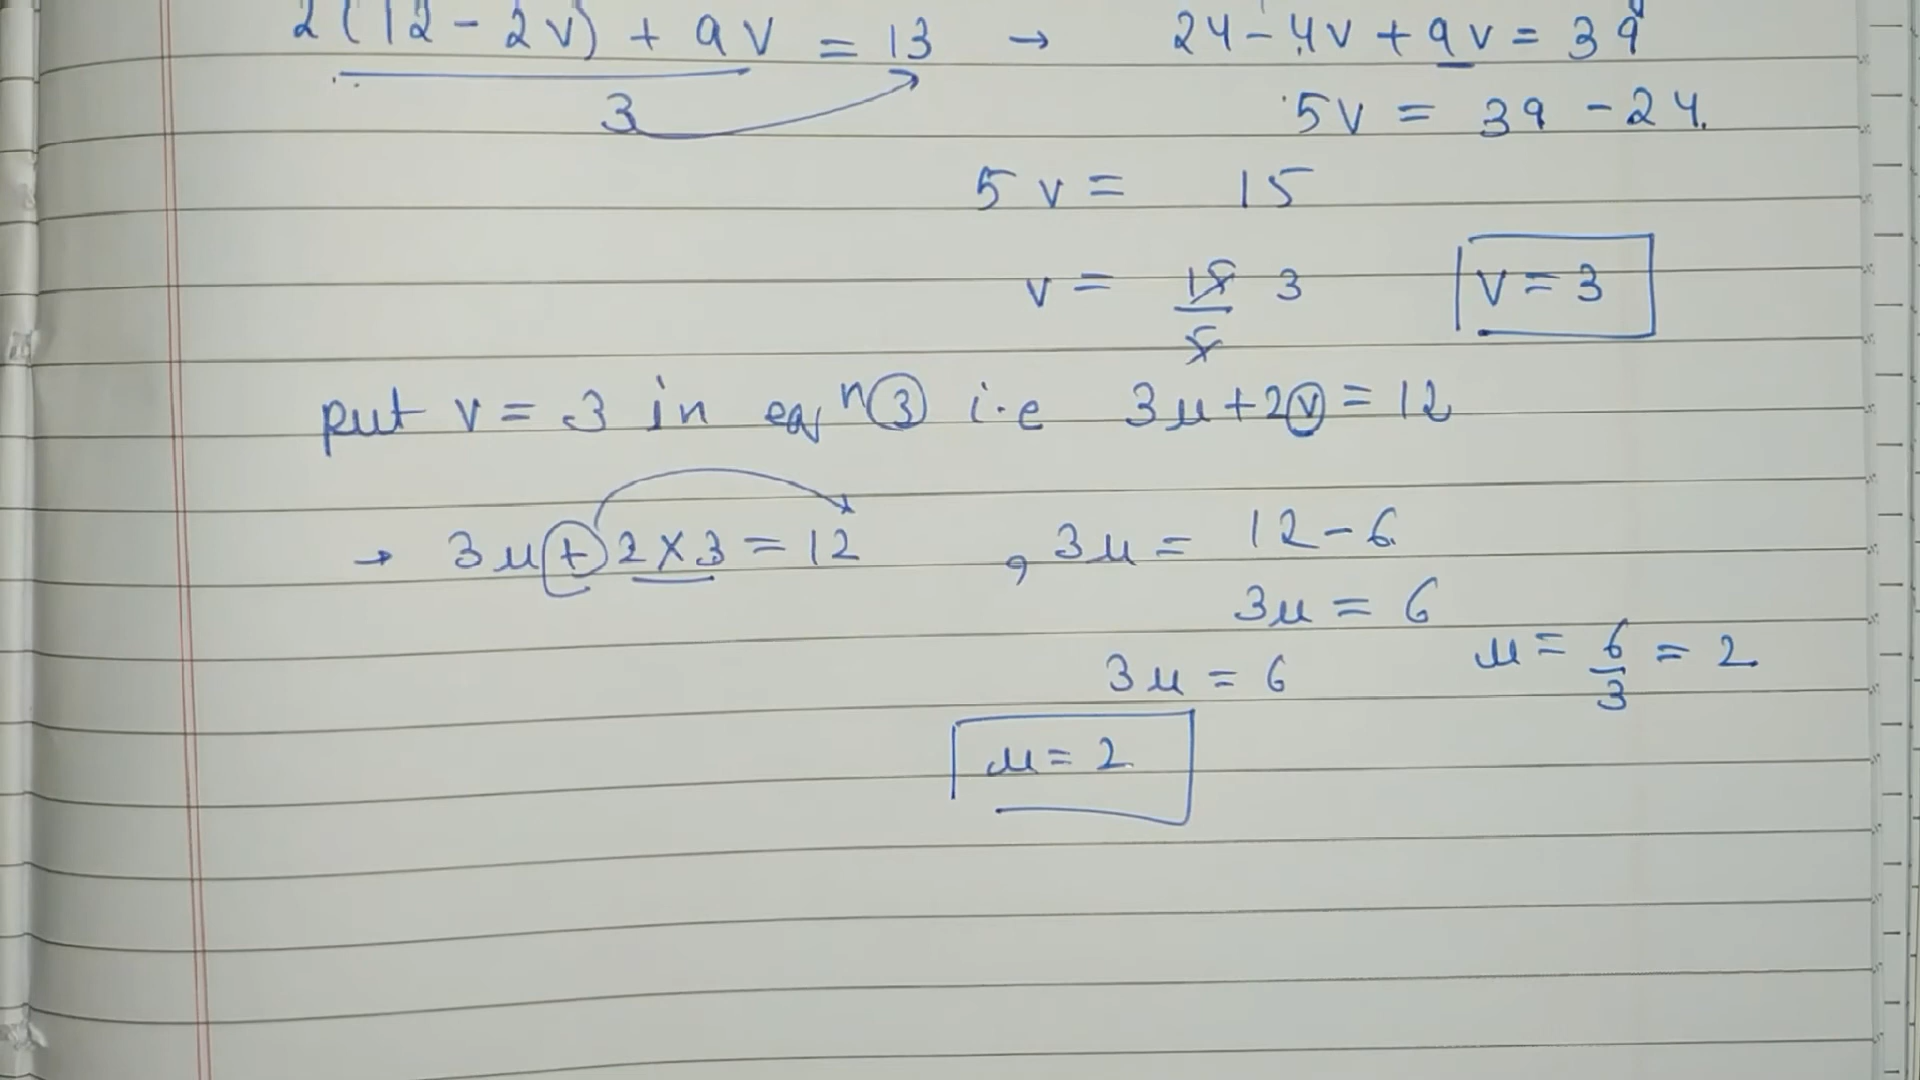 2(12 - 2v) + 9v = 13 → 24 - 4v + 9v = 39
3
5v = 39 - 24.
5v = 15
v = 15/5 3 v = 3
put v = 3 in eqn 3 i.e 3u + 2v = 12
→ 3u + 2 × 3 = 12 , 3u = 12 - 6
3u = 6
u = 6/3 = 2
3u = 6
u = 2